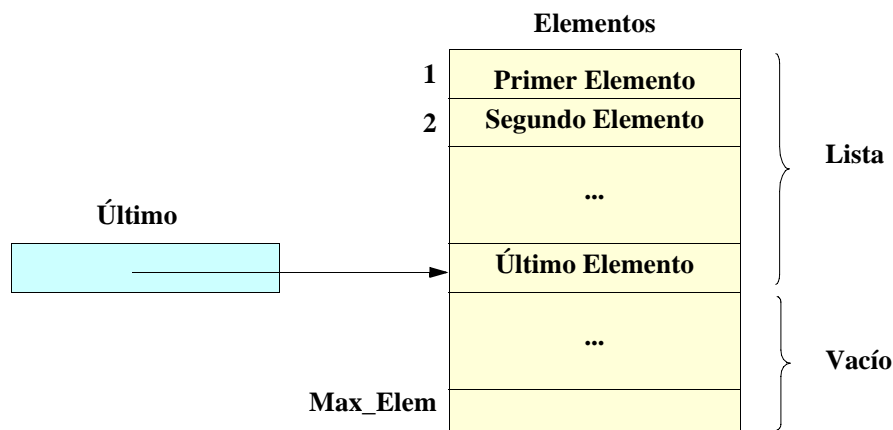 Elementos
1
Primer Elemento
2
Segundo Elemento
Lista
...
Último
Último Elemento
...
Vacío
Max_Elem